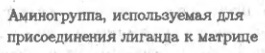 Аминогруппа, используемая для
присоединения лиганда к матрице